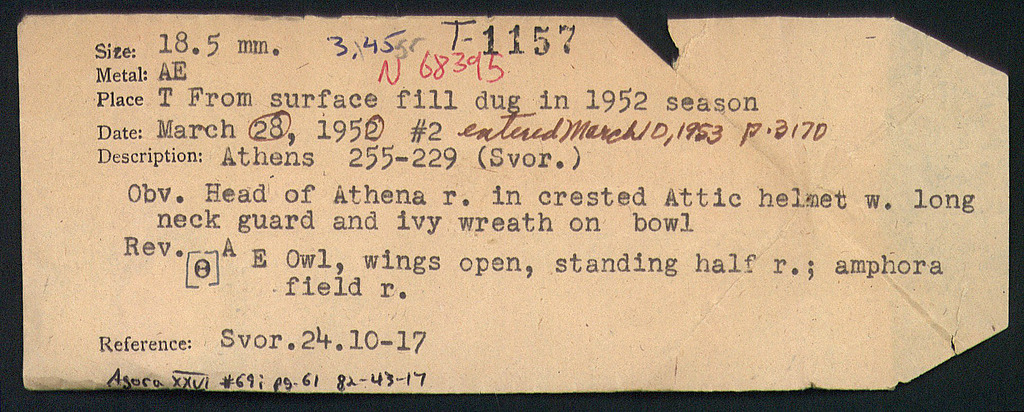 Size: 18.5 mm. 3,45gr T-1157
Metal: AE N 68395
Place T From surface fill dug in 1952 season
Date: March 28, 1952 #2 entered March 10, 1953 p. 3170
Description: Athens 255-229 (Svor.)
Obv. Head of Athena r. in crested Attic helmet w. long
neck guard and ivy wreath on bowl
Rev. [Θ] A E Owl, wings open, standing half r.; amphora
field r.
Reference: Svor.24.10-17
Agora XXVI #69i pg. 61 82-43-17